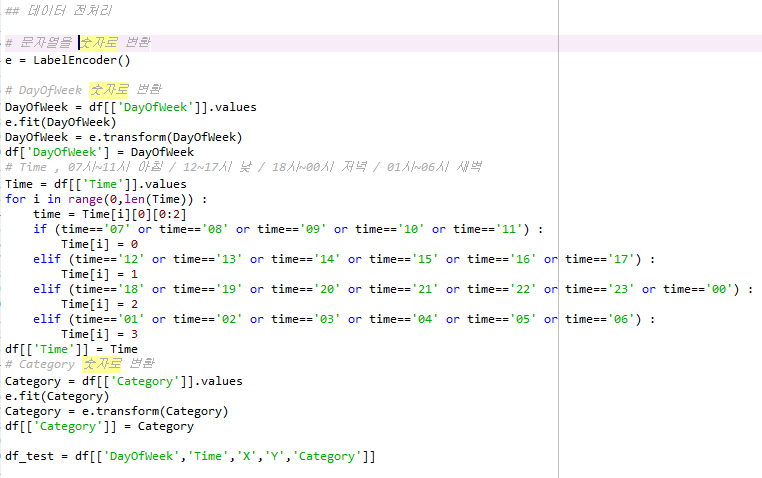 ## 데이터 전처리
# 문자열을 숫자로 변환
e = LabelEncoder()
# DayOfWeek 숫자로 변환
DayOfWeek = df[['DayOfWeek']].values
e.fit(DayOfWeek)
DayOfWeek = e.transform(DayOfWeek)
df['DayOfWeek'] = DayOfWeek
# Time , 07시~11시 아침 / 12~17시 낮 / 18시~00시 저녁 / 01시~06시 새벽
Time = df[['Time']].values
for i in range(0,len(Time)) :
    time = Time[i][0][0:2]
    if (time=='07' or time=='08' or time=='09' or time=='10' or time=='11') :
        Time[i] = 0
    elif (time=='12' or time=='13' or time=='14' or time=='15' or time=='16' or time=='17') :
        Time[i] = 1
    elif (time=='18' or time=='19' or time=='20' or time=='21' or time=='22' or time=='23' or time=='00') :
        Time[i] = 2
    elif (time=='01' or time=='02' or time=='03' or time=='04' or time=='05' or time=='06') :
        Time[i] = 3
df[['Time']] = Time
# Category 숫자로 변환
Category = df[['Category']].values
e.fit(Category)
Category = e.transform(Category)
df[['Category']] = Category
df_test = df[['DayOfWeek','Time','X','Y','Category']]